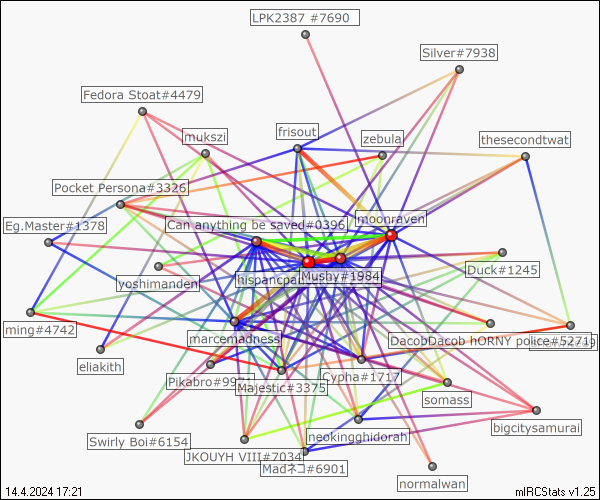 LPK2387 #7690
Silver#7938
Fedora Stoat#4479
mukszi
frisout
zebula
thesecondtwat
Pocket Persona#3326
Eg.Master#1378
Can anything be saved#0396
moonraven
yoshimanden
hispancpa
Mushy#1984
Duck#1245
ming#4742
marcemadness
DacobDacob hORNY police#5271
eliakith
Pikabro#99
Majestic#3375
Cypha#1717
somass
neokingghidorah
bigcitysamurai
Swirly Boi#6154
JKOUYH VIII#7034
Madネコ#6901
normalwan
14.4.2024 17:21
mIRCStats v1.25